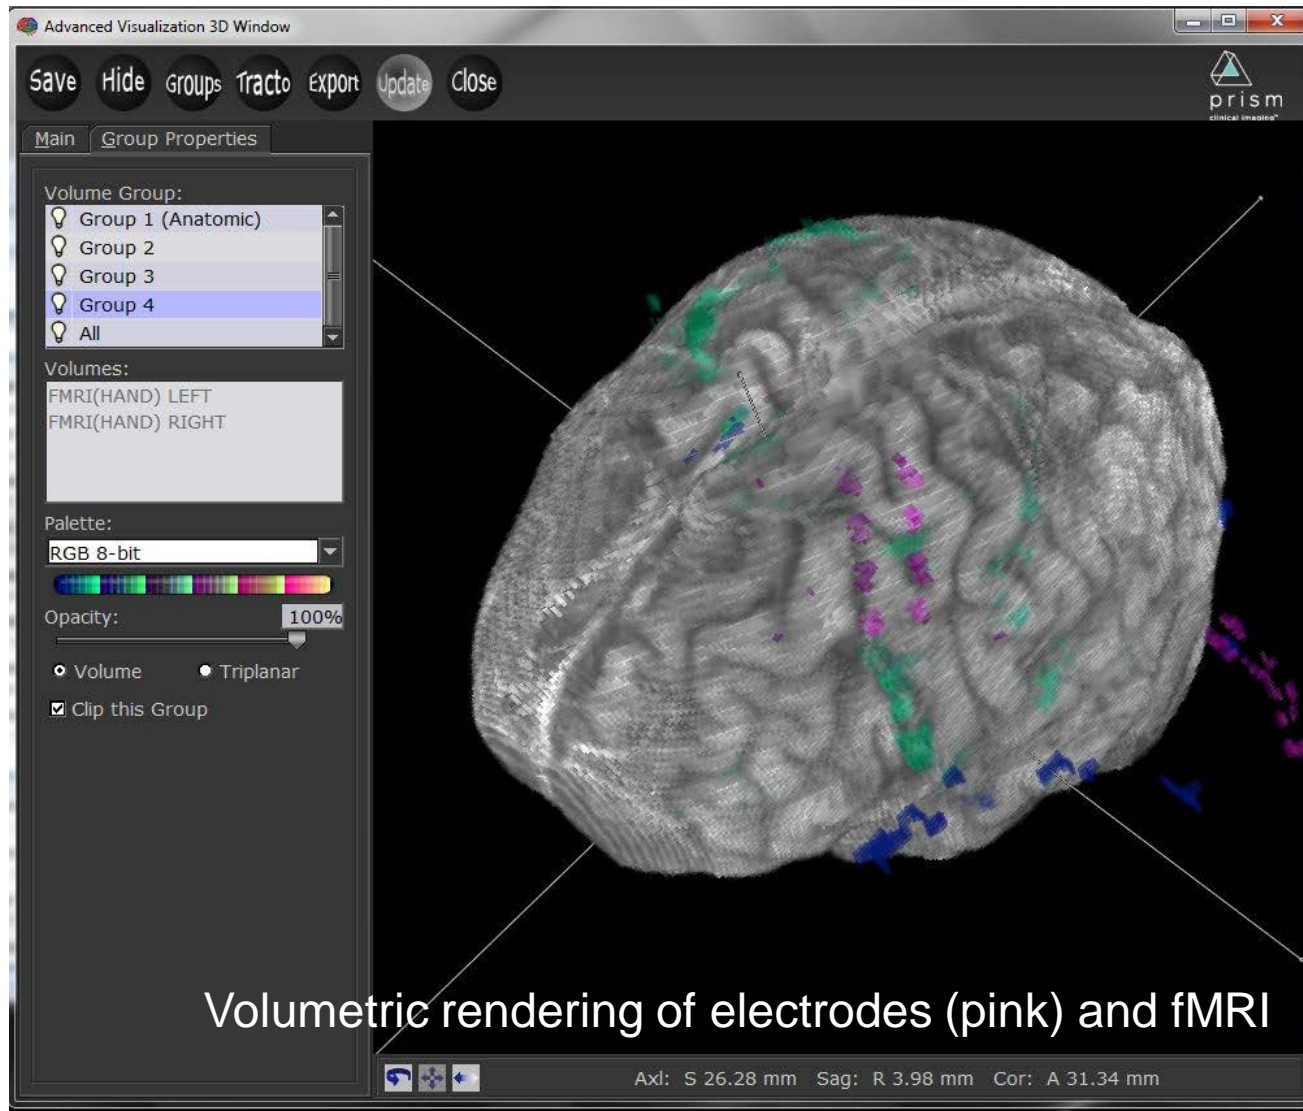 Advanced Visualization 3D Window
Save Hide Groups Tracto Export Update Close
prism
clinical imaging™
Main Group Properties
Volume Group:
Group 1 (Anatomic)
Group 2
Group 3
Group 4
All
Volumes:
FMRI(HAND) LEFT
FMRI(HAND) RIGHT
Palette:
RGB 8-bit
Opacity: 100%
Volume Triplanar
Clip this Group
Volumetric rendering of electrodes (pink) and fMRI
Axl: S 26.28 mm Sag: R 3.98 mm Cor: A 31.34 mm